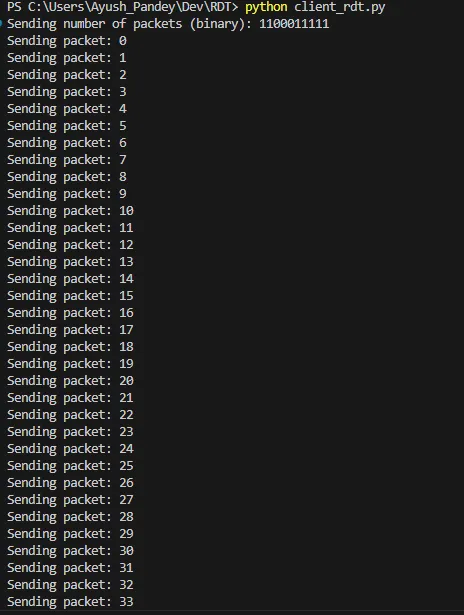 PS C:\Users\Ayush_Pandey\Dev\RDT> python client_rdt.py
Sending number of packets (binary): 1100011111
Sending packet: 0
Sending packet: 1
Sending packet: 2
Sending packet: 3
Sending packet: 4
Sending packet: 5
Sending packet: 6
Sending packet: 7
Sending packet: 8
Sending packet: 9
Sending packet: 10
Sending packet: 11
Sending packet: 12
Sending packet: 13
Sending packet: 14
Sending packet: 15
Sending packet: 16
Sending packet: 17
Sending packet: 18
Sending packet: 19
Sending packet: 20
Sending packet: 21
Sending packet: 22
Sending packet: 23
Sending packet: 24
Sending packet: 25
Sending packet: 26
Sending packet: 27
Sending packet: 28
Sending packet: 29
Sending packet: 30
Sending packet: 31
Sending packet: 32
Sending packet: 33